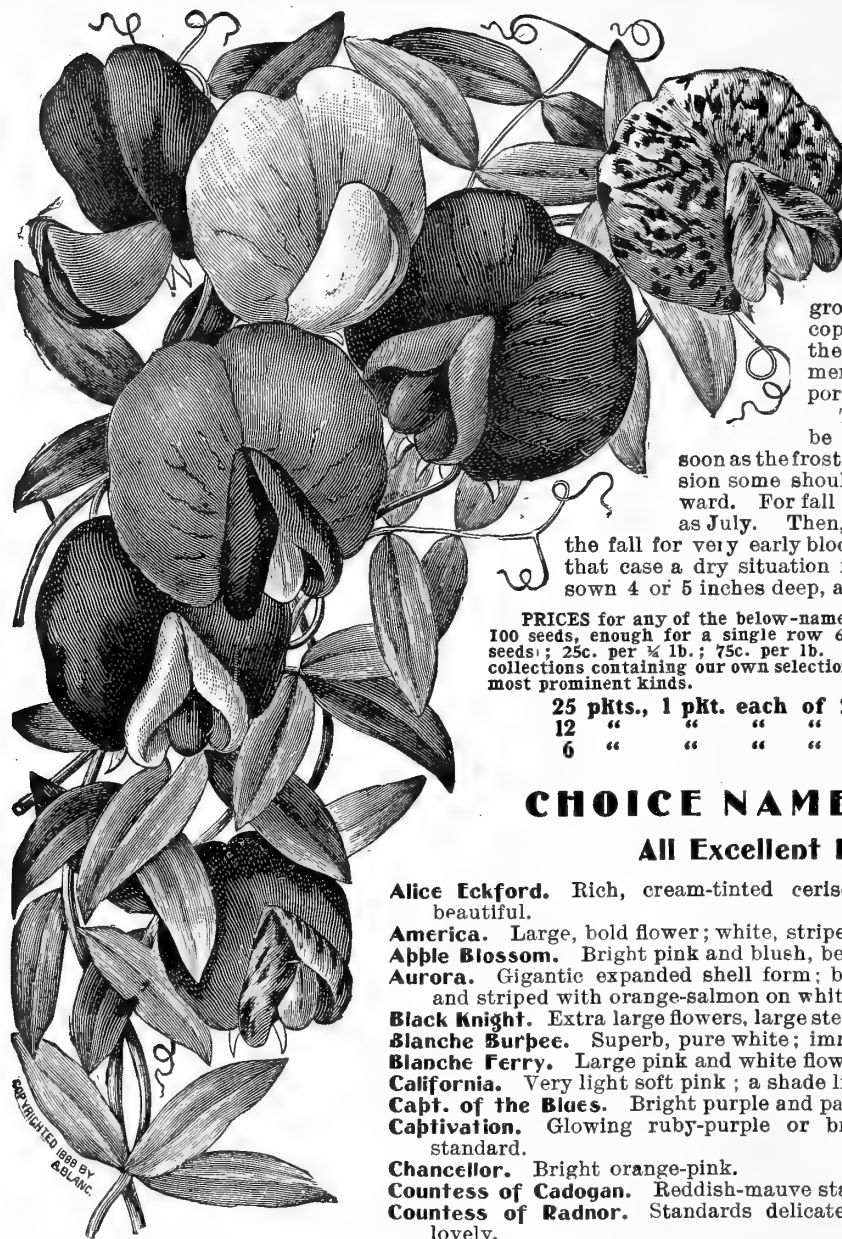 gro
cop
the
mer
por
be
soon as the frost
sion some shoul
ward. For fall
as July. Then,
the fall for very early bloo
that case a dry situation
sown 4 or 5 inches deep, a
PRICES for any of the below-name
100 seeds, enough for a single row 6
seeds); 25c. per ¼ lb.; 75c. per lb.
collections containing our own selection
most prominent kinds.
25 pkts., 1 pkt. each of
12 " " " "
6 " " " "
CHOICE NAME
All Excellent
Alice Eckford. Rich, cream-tinted ceris
beautiful.
America. Large, bold flower; white, stripe
Apple Blossom. Bright pink and blush, be
Aurora. Gigantic expanded shell form; b
and striped with orange-salmon on whit
Black Knight. Extra large flowers, large ste
Blanche Burpee. Superb, pure white; imm
Blanche Ferry. Large pink and white flow
California. Very light soft pink; a shade li
Capt. of the Blues. Bright purple and pa
Captivation. Glowing ruby-purple or br
standard.
Chancellor. Bright orange-pink.
Countess of Cadogan. Reddish-mauve sta
Countess of Radnor. Standards delicate
lovely.
COPYRIGHTED 1888 BY
A BLANC.